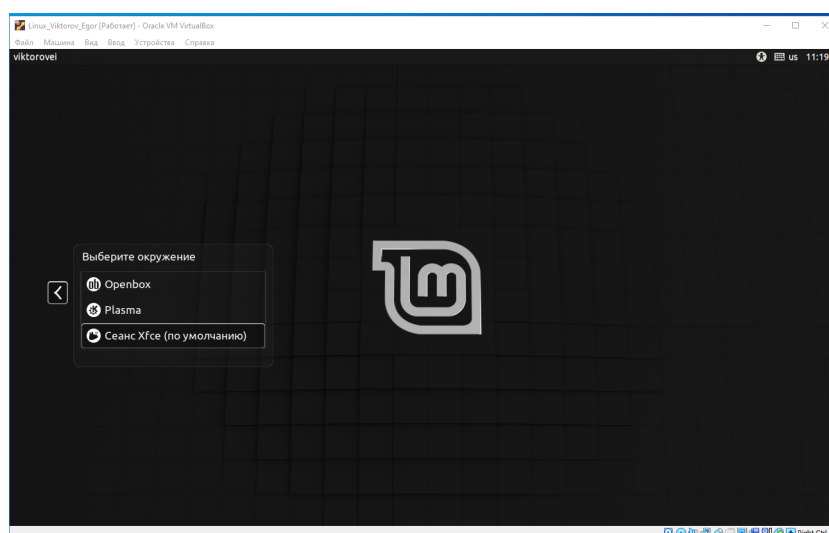 Linux_Viktorov_Egor [Работает] - Oracle VM VirtualBox
Файл Машина Вид Ввод Устройства Справка
viktorovei us 11:19
Выберите окружение
Openbox
Plasma
Сеанс Xfce (по умолчанию)
Right Ctrl